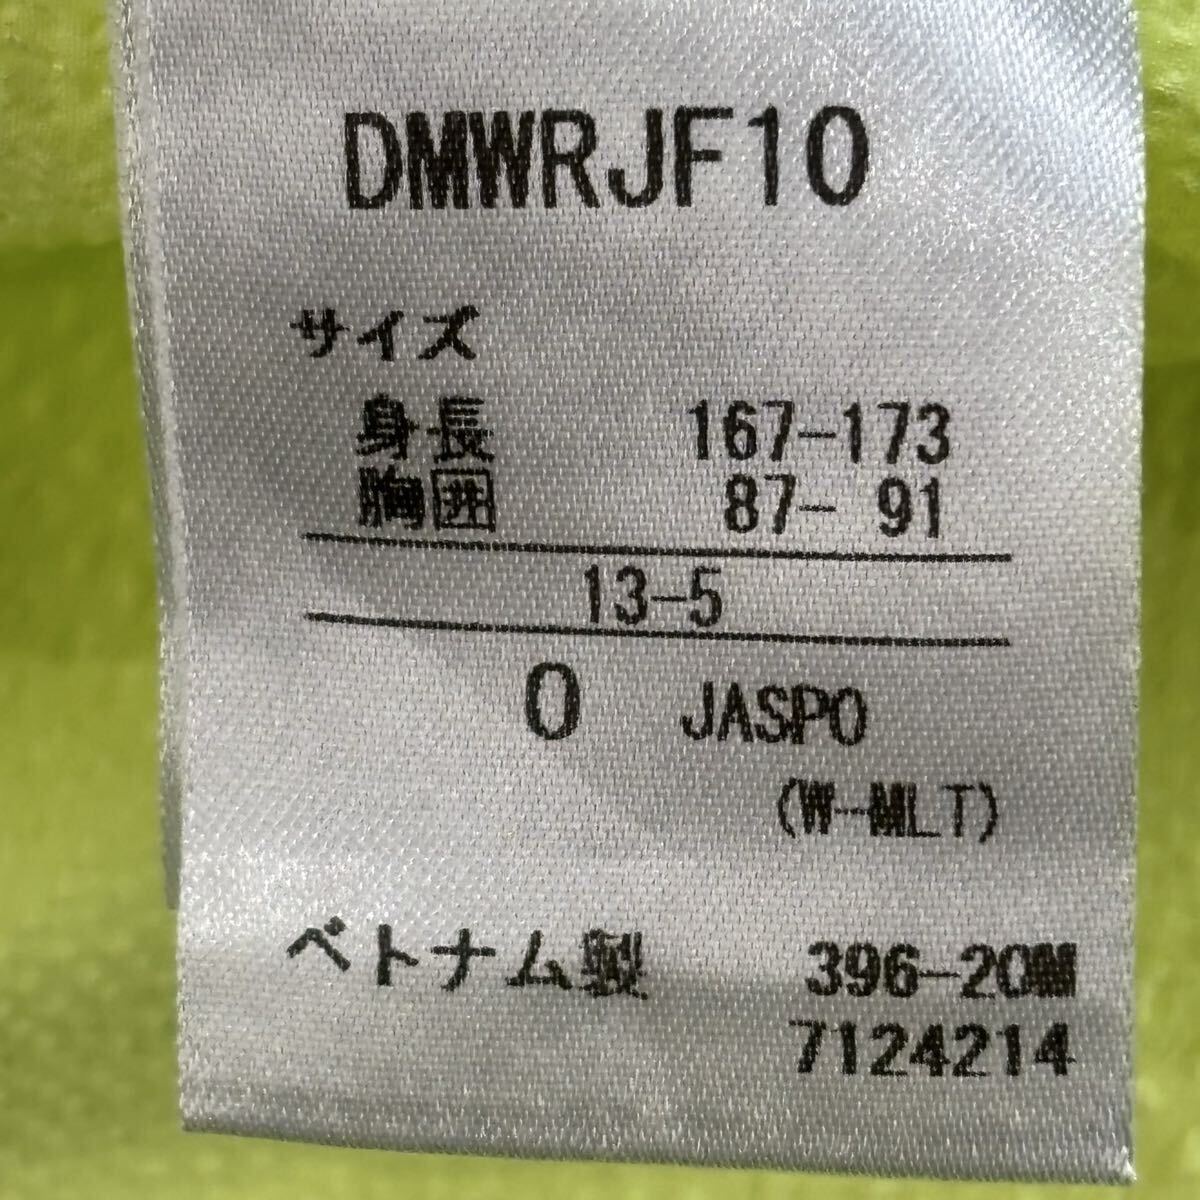 DMWRJF10
サイズ
身長 167-173
胸囲 87- 91
13-5
O JASPO
(W-MLT)
ベトナム製 396-20M
7124214